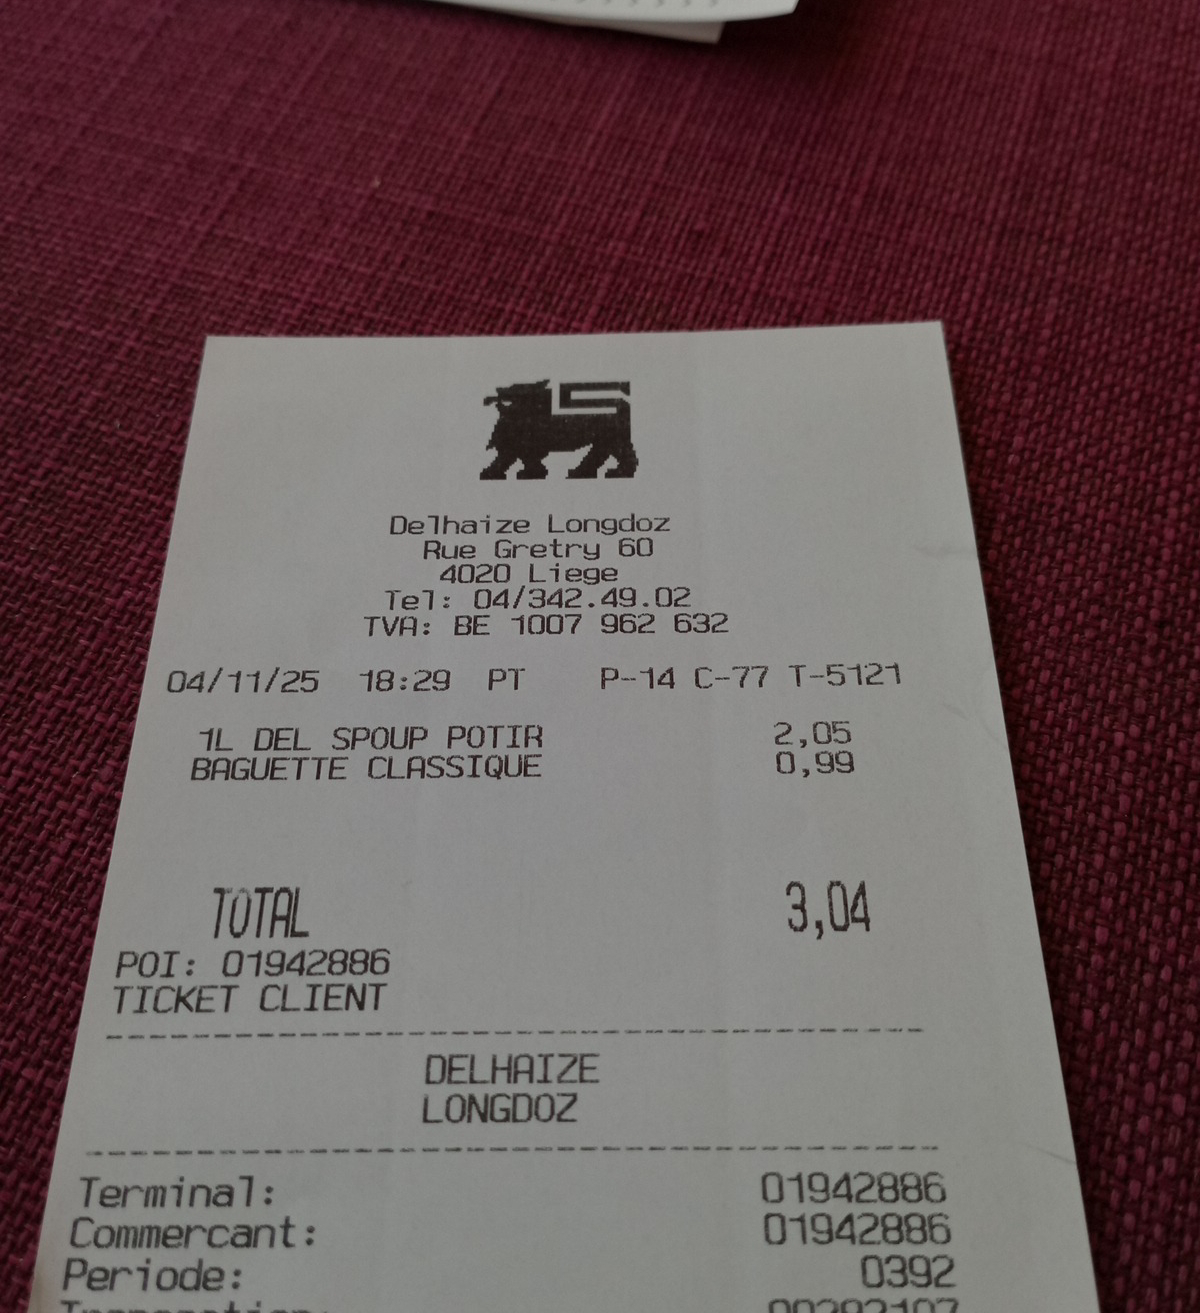 Delhaize Longdoz
Rue Gretry 60
4020 Liege
Tel: 04/342.49.02
TVA: BE 1007 962 632
04/11/25 18:29 PT P-14 C-77 T-5121
1L DEL SPOUP POTIR 2,05
BAGUETTE CLASSIQUE 0,99
TOTAL 3,04
POI: 01942886
TICKET CLIENT
DELHAIZE
LONGDOZ
Terminal: 01942886
Commercant: 01942886
Periode: 0392